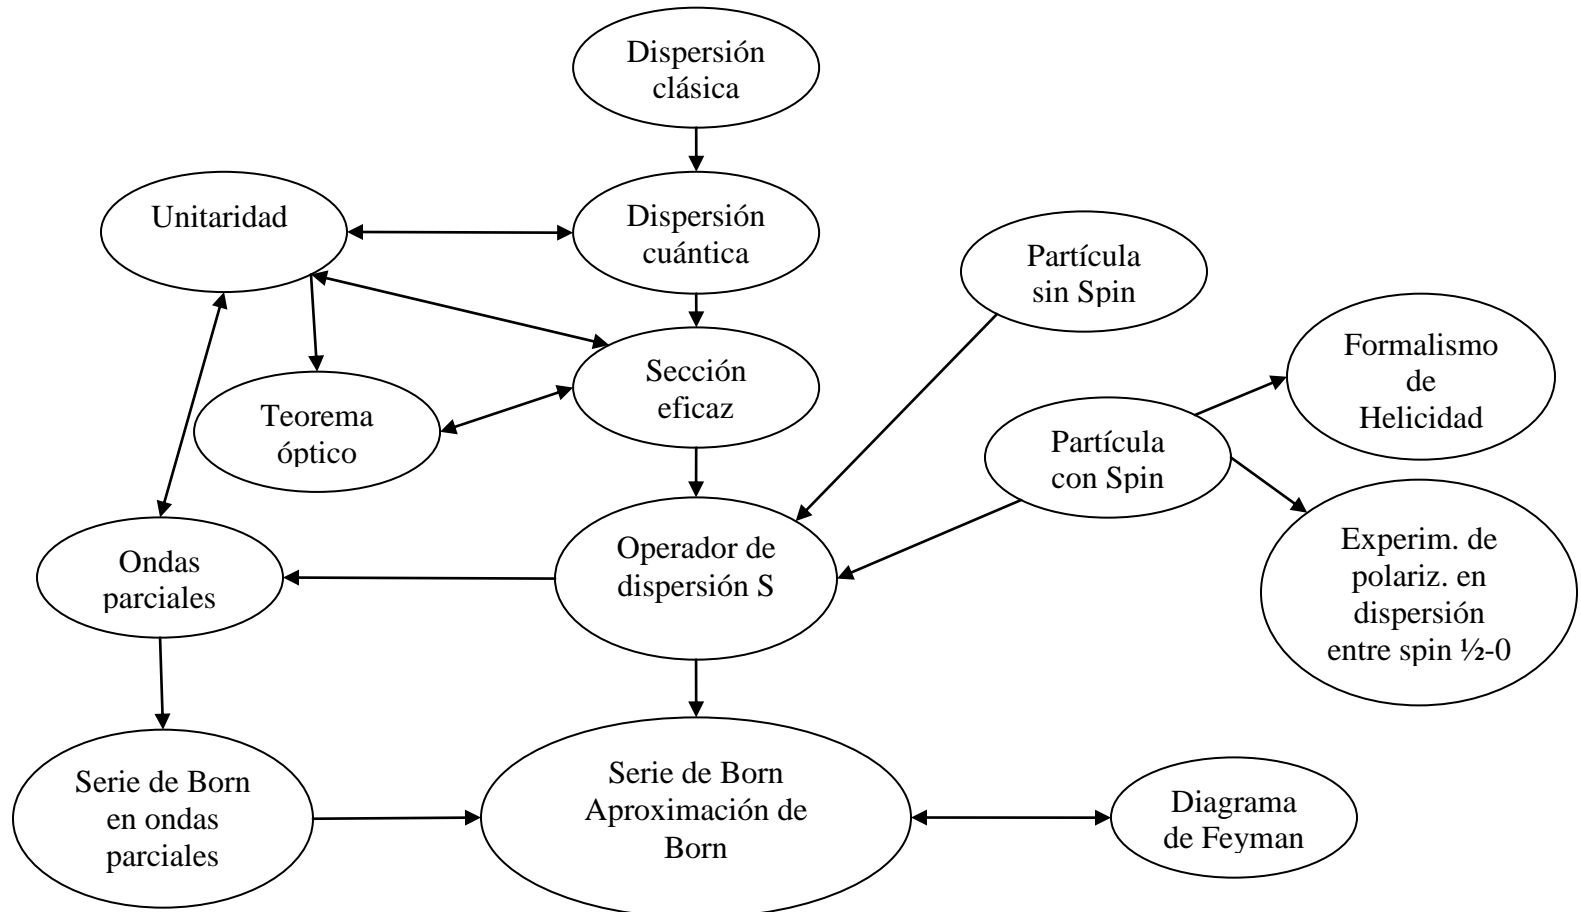 Dispersión
clásica
Unitaridad
Dispersión
cuántica
Partícula
sin Spin
Formalismo
de
Helicidad
Sección
eficaz
Teorema
óptico
Partícula
con Spin
Operador de
dispersión S
Experim. de
polariz. en
dispersión
entre spin ½-0
Ondas
parciales
Serie de Born
en ondas
parciales
Serie de Born
Aproximación de
Born
Diagrama
de Feyman